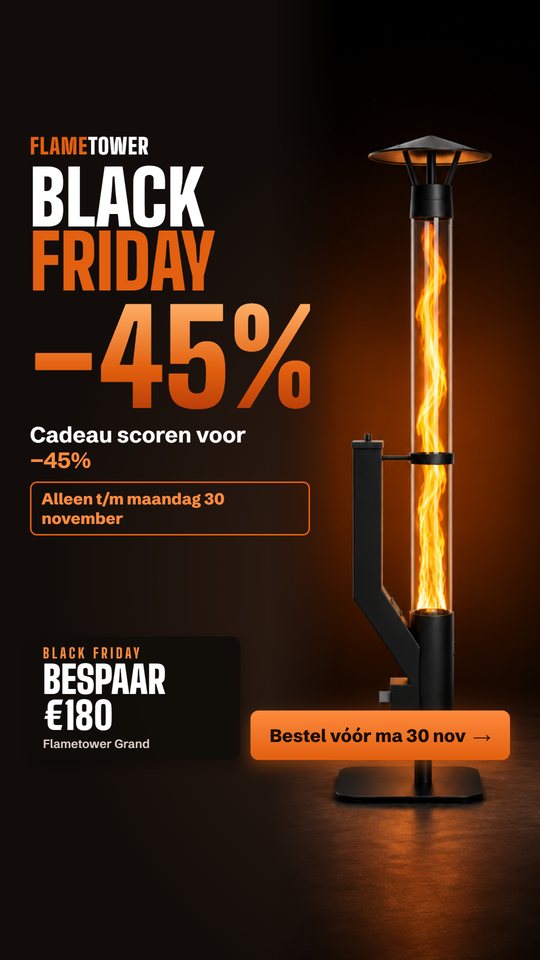 FLAMETOWER
BLACK
FRIDAY
–45%
Cadeau scoren voor
–45%
Alleen t/m maandag 30
november
BLACK FRIDAY
BESPAAR
€180
Flametower Grand
Bestel vóór ma 30 nov →